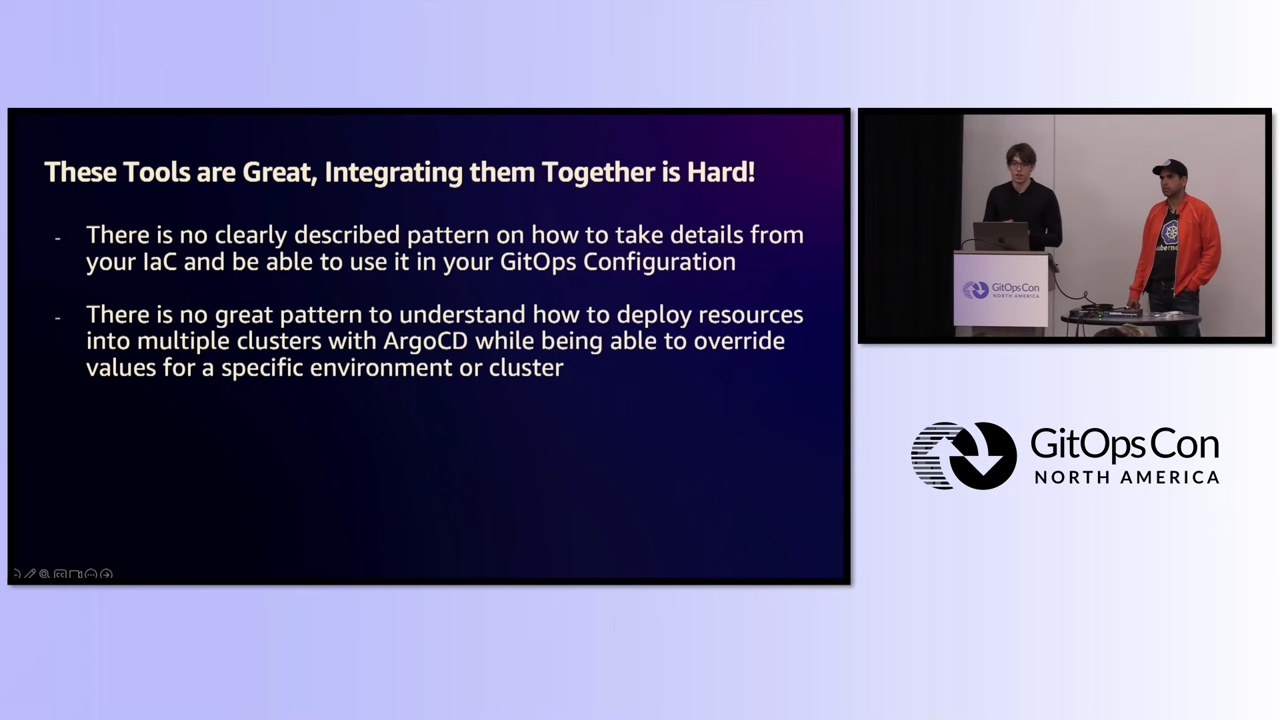 These Tools are Great, Integrating them Together is Hard!
- There is no clearly described pattern on how to take details from
your IaC and be able to use it in your GitOps Configuration
- There is no great pattern to understand how to deploy resources
into multiple clusters with ArgoCD while being able to override
values for a specific environment or cluster
GitOpsCon
NORTH AMERICA
GitOpsCon
NORTH AMERICA